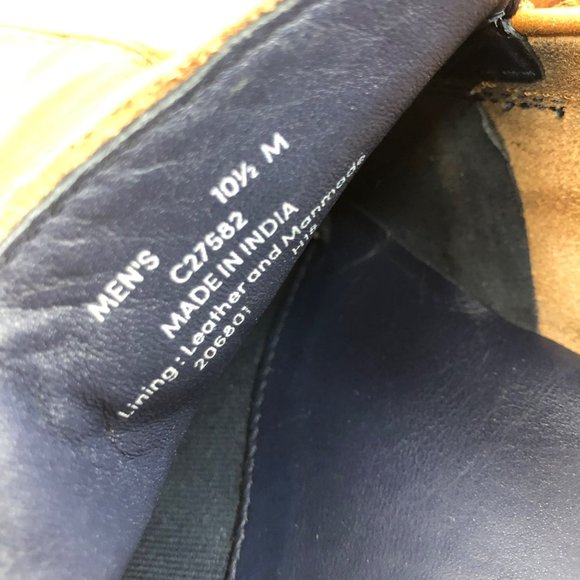 MEN'S 10½ M
C27582
MADE IN INDIA
Lining : Leather and Manmade
206801